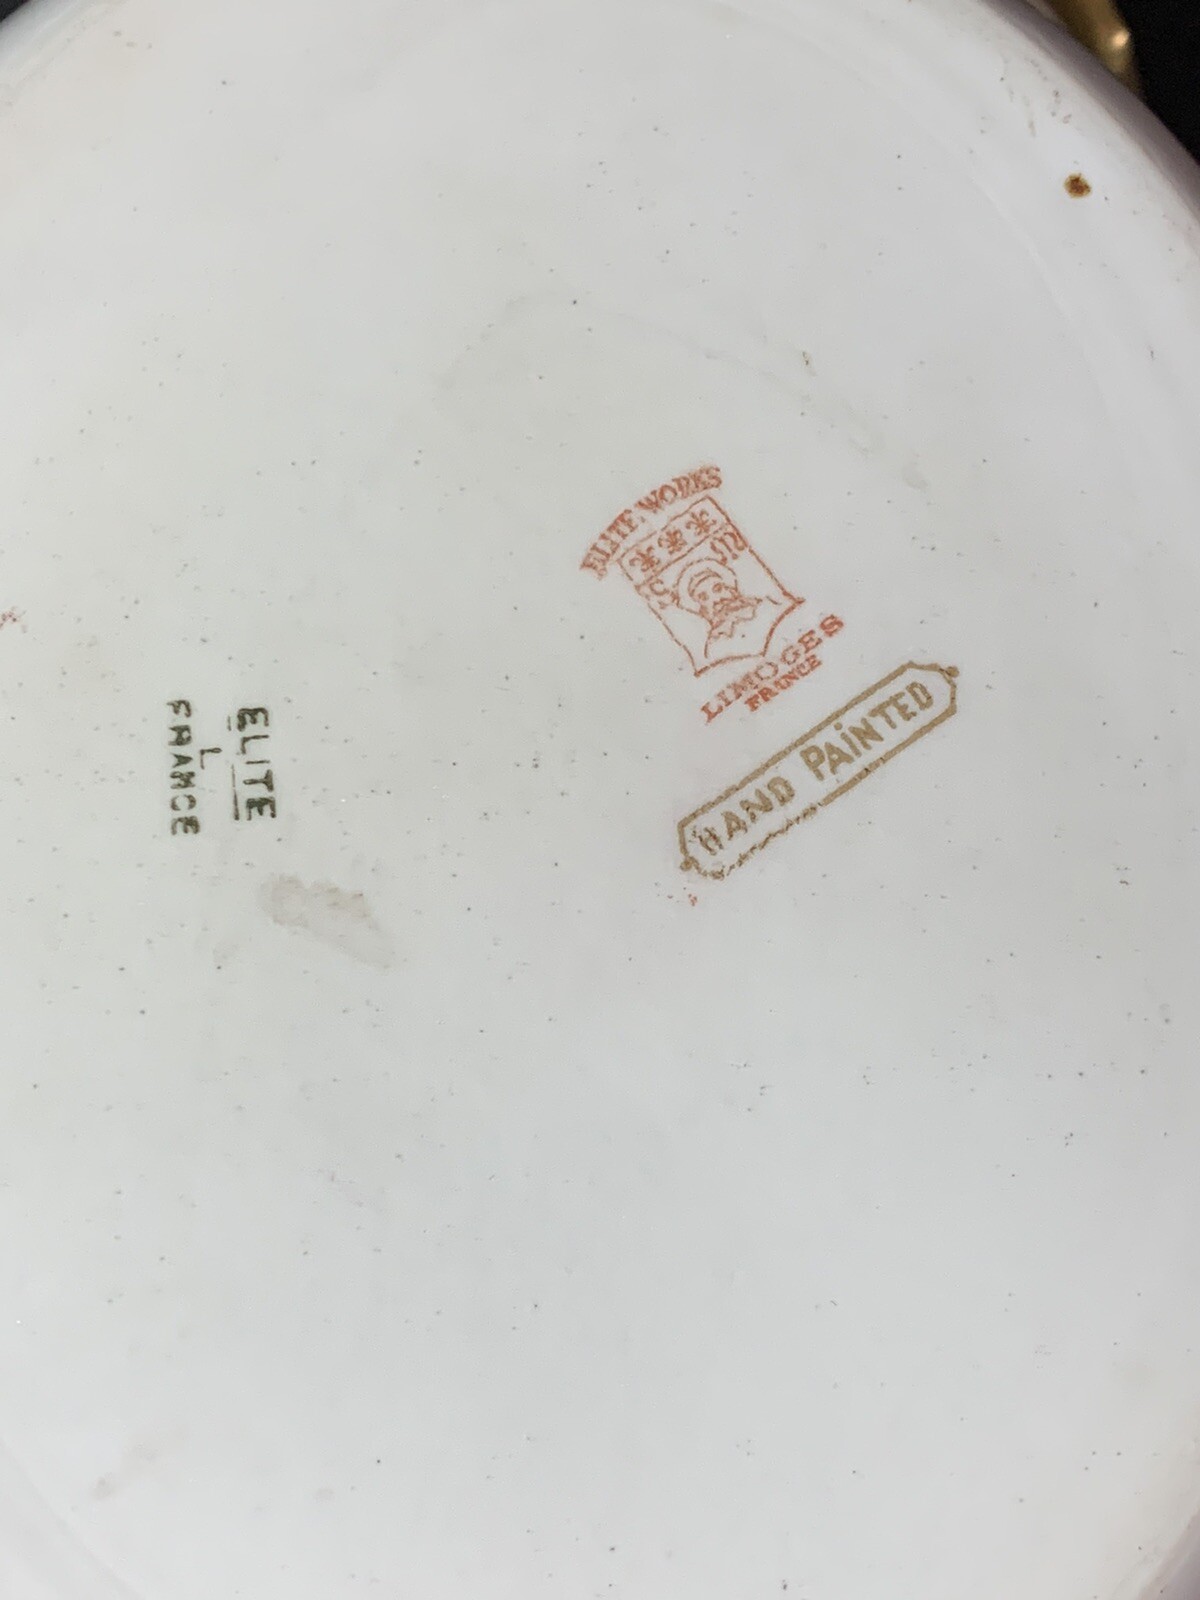 ELITE
L
FRANCE
ELITE WORKS
LIMOGES
FRANCE
HAND PAiNTED